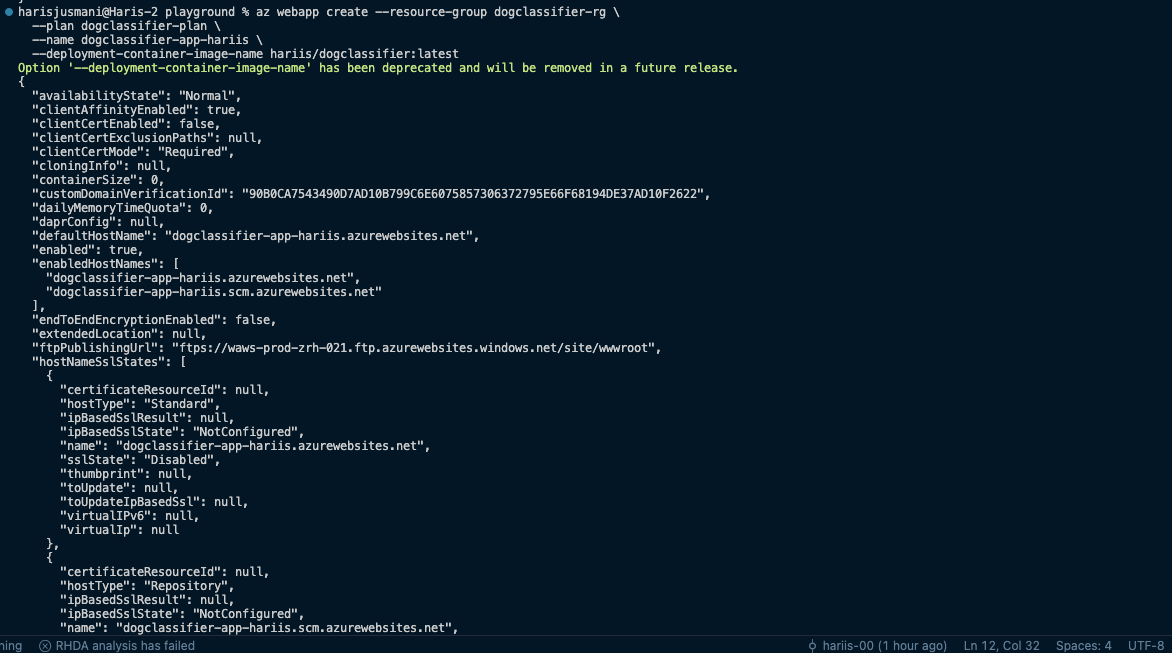 harisjusmani@Haris-2 playground % az webapp create --resource-group dogclassifier-rg \
--plan dogclassifier-plan \
--name dogclassifier-app-hariis \
--deployment-container-image-name hariis/dogclassifier:latest
Option '--deployment-container-image-name' has been deprecated and will be removed in a future release.
{
"availabilityState": "Normal",
"clientAffinityEnabled": true,
"clientCertEnabled": false,
"clientCertExclusionPaths": null,
"clientCertMode": "Required",
"cloningInfo": null,
"containerSize": 0,
"customDomainVerificationId": "90B0CA7543490D7AD10B799C6E6075857306372795E66F68194DE37AD10F2622",
"dailyMemoryTimeQuota": 0,
"daprConfig": null,
"defaultHostName": "dogclassifier-app-hariis.azurewebsites.net",
"enabled": true,
"enabledHostNames": [
"dogclassifier-app-hariis.azurewebsites.net",
"dogclassifier-app-hariis.scm.azurewebsites.net"
],
"endToEndEncryptionEnabled": false,
"extendedLocation": null,
"ftpPublishingUrl": "ftps://waws-prod-zrh-021.ftp.azurewebsites.windows.net/site/wwwroot",
"hostNameSslStates": [
{
"certificateResourceId": null,
"hostType": "Standard",
"ipBasedSslResult": null,
"ipBasedSslState": "NotConfigured",
"name": "dogclassifier-app-hariis.azurewebsites.net",
"sslState": "Disabled",
"thumbprint": null,
"toUpdate": null,
"toUpdateIpBasedSsl": null,
"virtualIPv6": null,
"virtualIp": null
},
{
"certificateResourceId": null,
"hostType": "Repository",
"ipBasedSslResult": null,
"ipBasedSslState": "NotConfigured",
"name": "dogclassifier-app-hariis.scm.azurewebsites.net",
ning RHDA analysis has failed hariis-00 (1 hour ago) Ln 12, Col 32 Spaces: 4 UTF-8